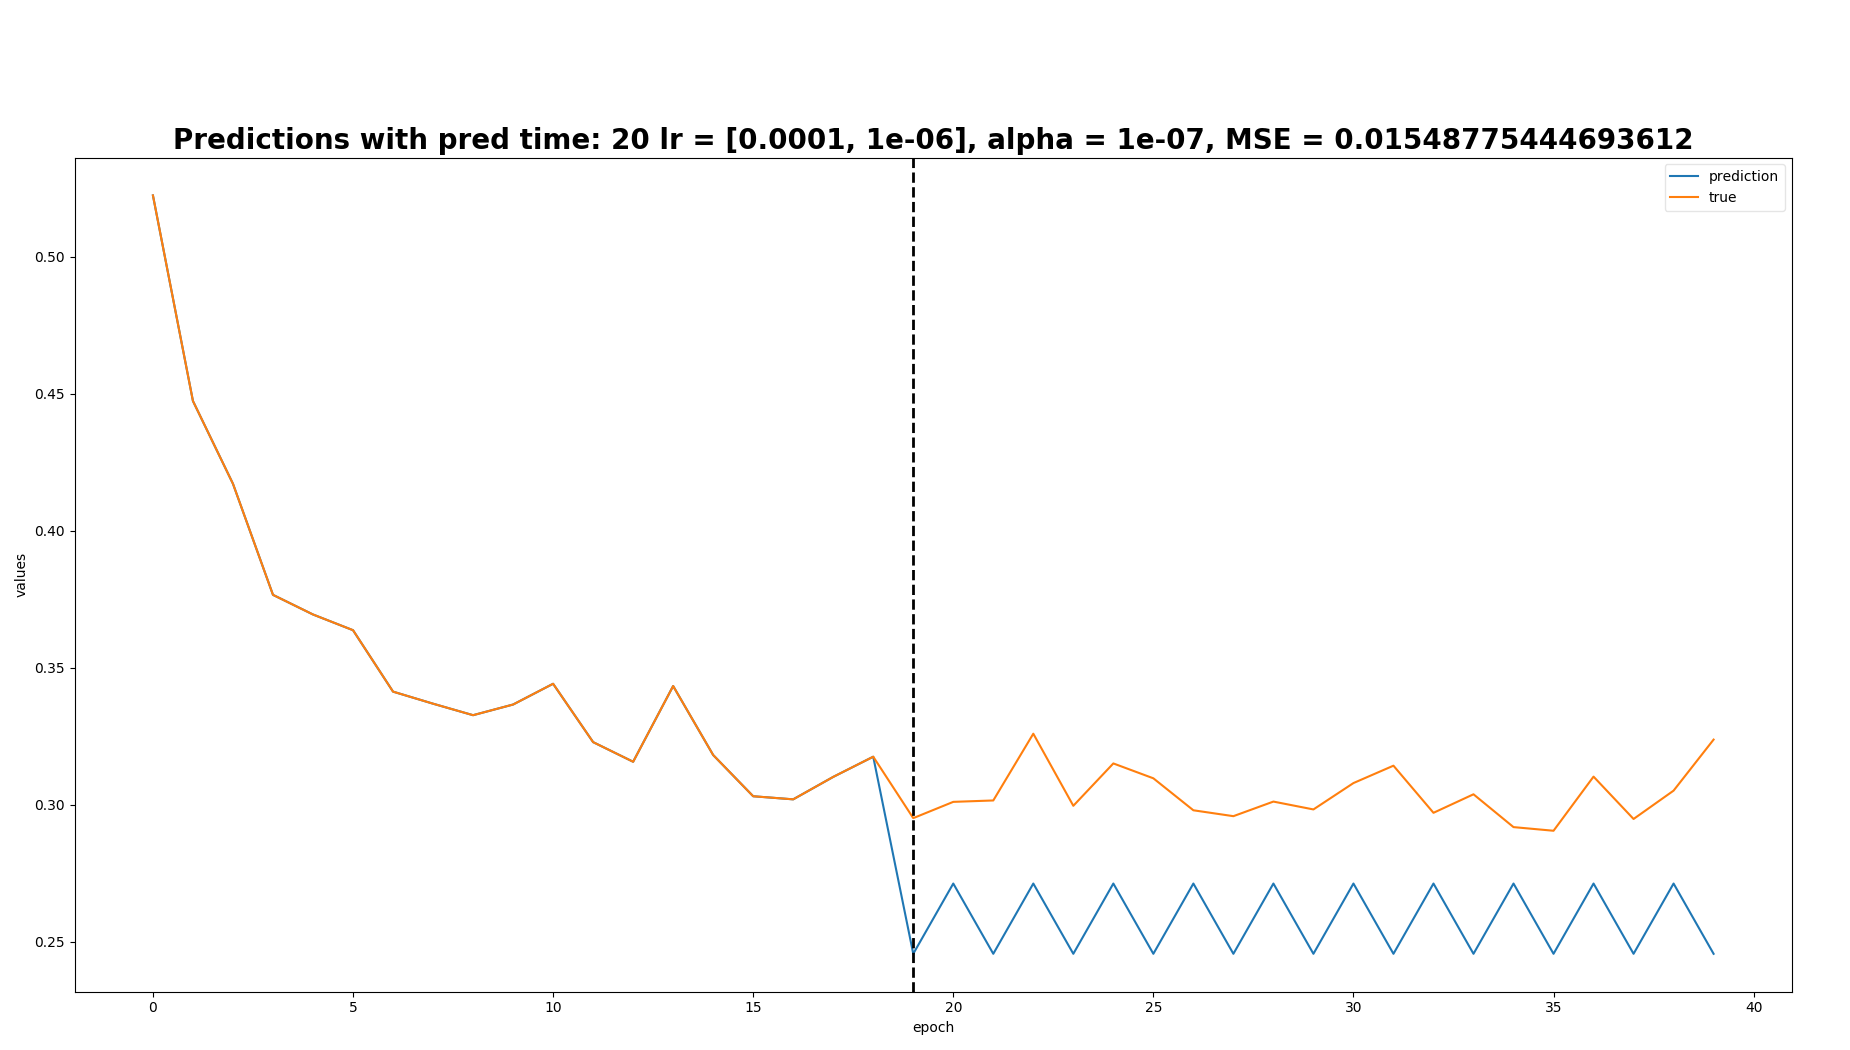 Predictions with pred time: 20 lr = [0.0001, 1e-06], alpha = 1e-07, MSE = 0.01548775444693612
prediction
true
0.50
0.45
0.40
0.35
0.30
0.25
values
0 5 10 15 20 25 30 35 40
epoch